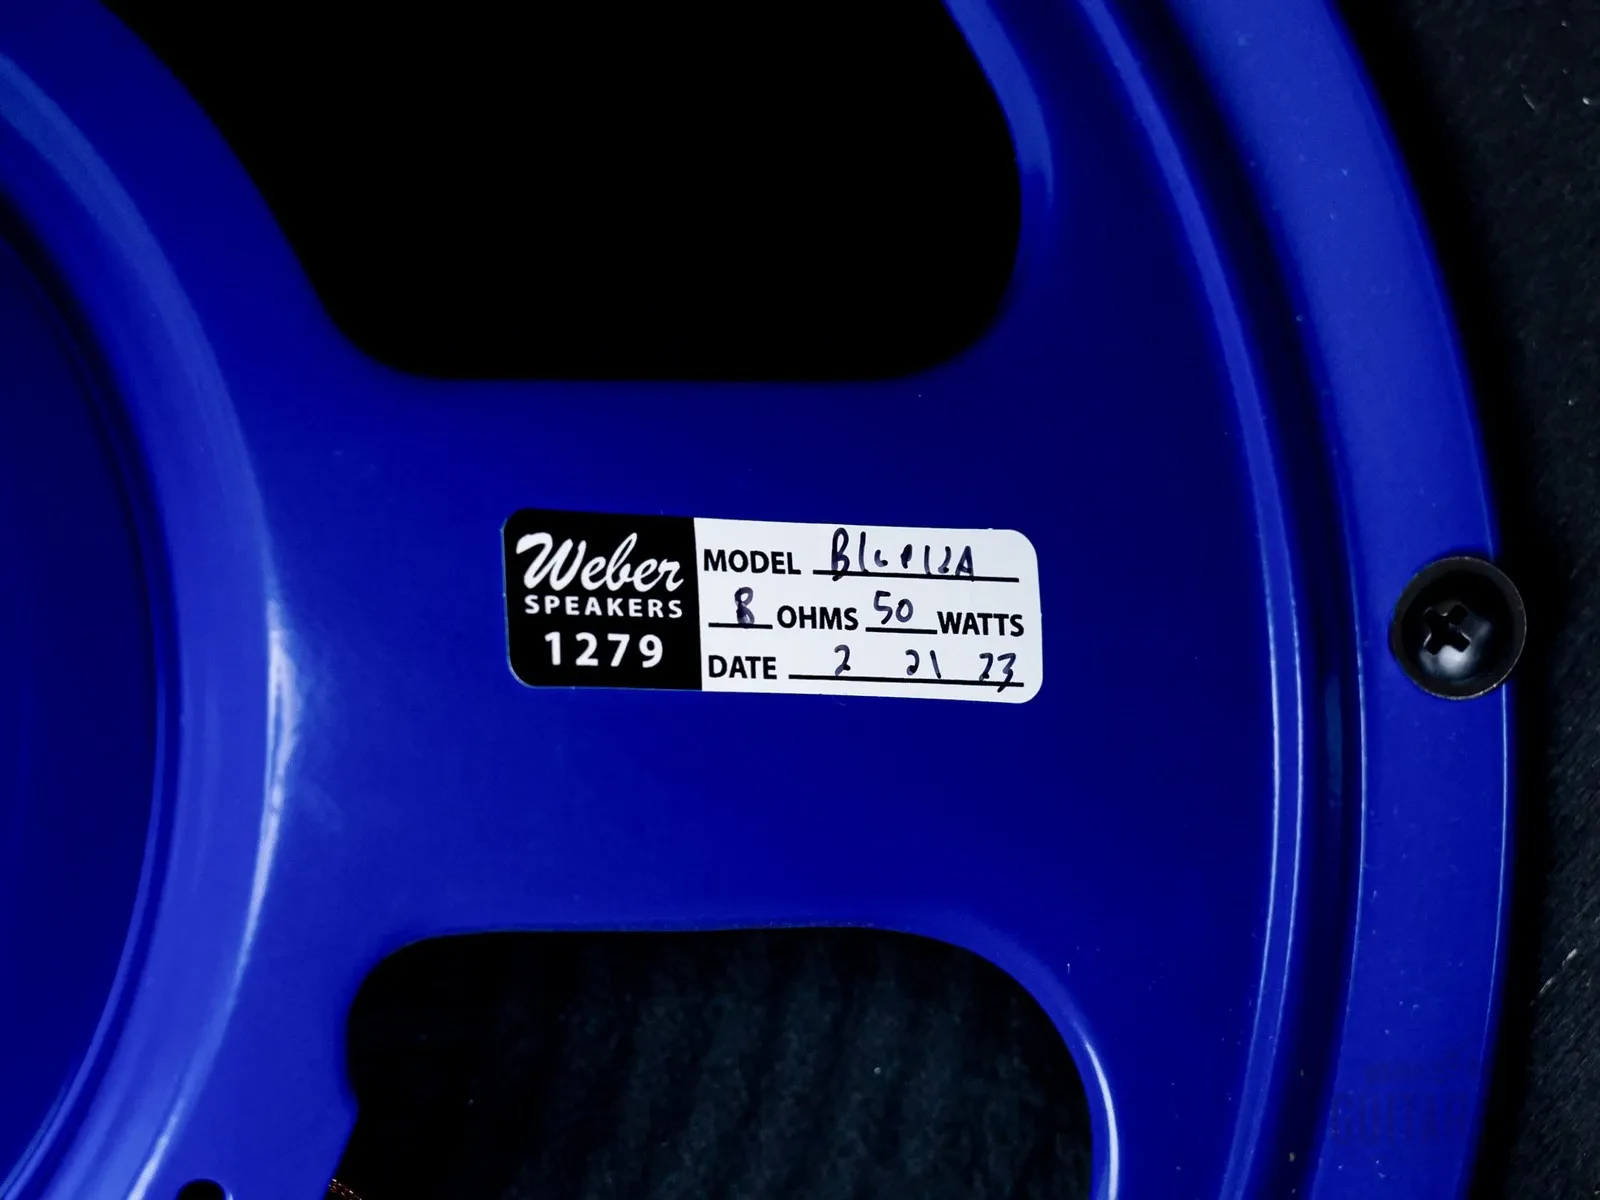 Weber
SPEAKERS
1279
MODEL
8 OHMS 50 WATTS
DATE 2 21 23